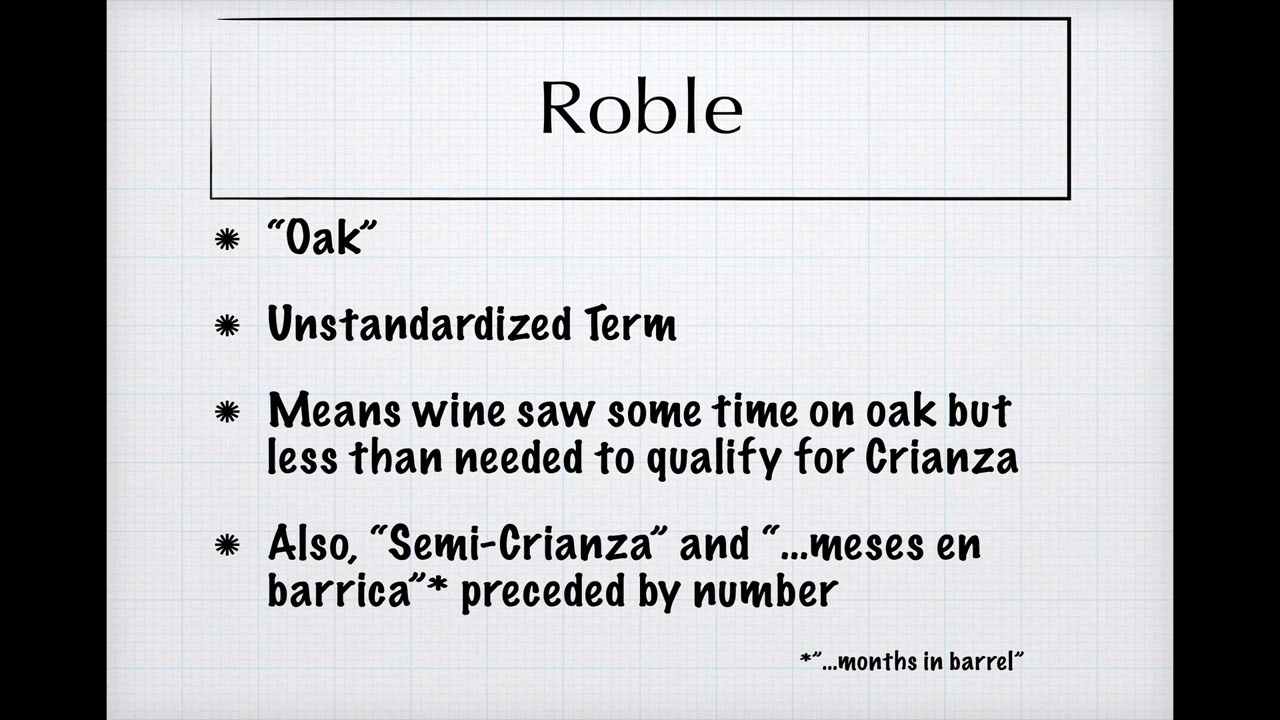 Roble
“Oak”
Unstandardized Term
Means wine saw some time on oak but
less than needed to qualify for Crianza
Also, “Semi-Crianza” and “...meses en
barrica”* preceded by number
*”...months in barrel”